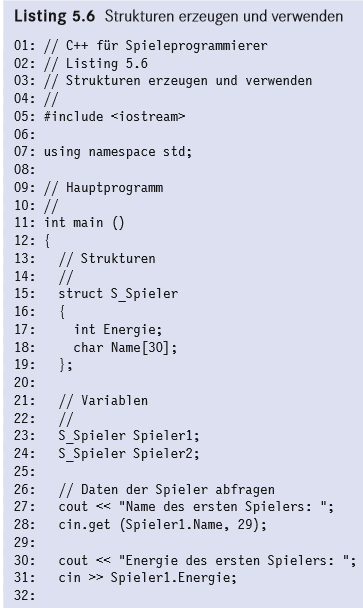 Listing 5.6 Strukturen erzeugen und verwenden
01: // C++ für Spieleprogrammierer
02: // Listing 5.6
03: // Strukturen erzeugen und verwenden
04: //
05: #include <iostream>
06:
07: using namespace std;
08:
09: // Hauptprogramm
10: //
11: int main ()
12: {
13:   // Strukturen
14:   //
15:   struct S_Spieler
16:   {
17:     int Energie;
18:     char Name[30];
19:   };
20:
21:   // Variablen
22:   //
23:   S_Spieler Spieler1;
24:   S_Spieler Spieler2;
25:
26:   // Daten der Spieler abfragen
27:   cout << "Name des ersten Spielers: ";
28:   cin.get (Spieler1.Name, 29);
29:
30:   cout << "Energie des ersten Spielers: ";
31:   cin >> Spieler1.Energie;
32: